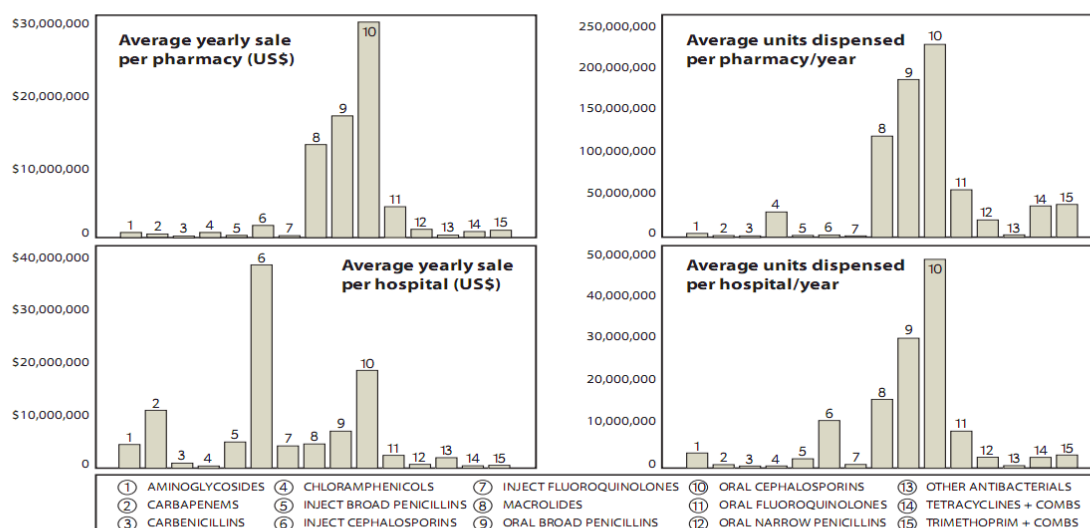 $30,000,000
$20,000,000
$10,000,000
0
Average yearly sale
per pharmacy (US$)
1 2 3 4 5 6 7 8 9 10 11 12 13 14 15
250,000,000
200,000,000
150,000,000
100,000,000
50,000,000
0
Average units dispensed
per pharmacy/year
1 2 3 4 5 6 7 8 9 10 11 12 13 14 15
$40,000,000
$30,000,000
$20,000,000
$10,000,000
0
Average yearly sale
per hospital (US$)
1 2 3 4 5 6 7 8 9 10 11 12 13 14 15
50,000,000
40,000,000
30,000,000
20,000,000
10,000,000
0
Average units dispensed
per hospital/year
1 2 3 4 5 6 7 8 9 10 11 12 13 14 15
1 AMINOGLYCOSIDES 4 CHLORAMPHENICOLS 7 INJECT FLUOROQUINOLONES 10 ORAL CEPHALOSPORINS 13 OTHER ANTIBACTERIALS
2 CARBAPENEMS 5 INJECT BROAD PENICILLINS 8 MACROLIDES 11 ORAL FLUOROQUINOLONES 14 TETRACYCLINES + COMBS
3 CARBENICILLINS 6 INJECT CEPHALOSPORINS 9 ORAL BROAD PENICILLINS 12 ORAL NARROW PENICILLINS 15 TRIMETHOPRIM + COMBS